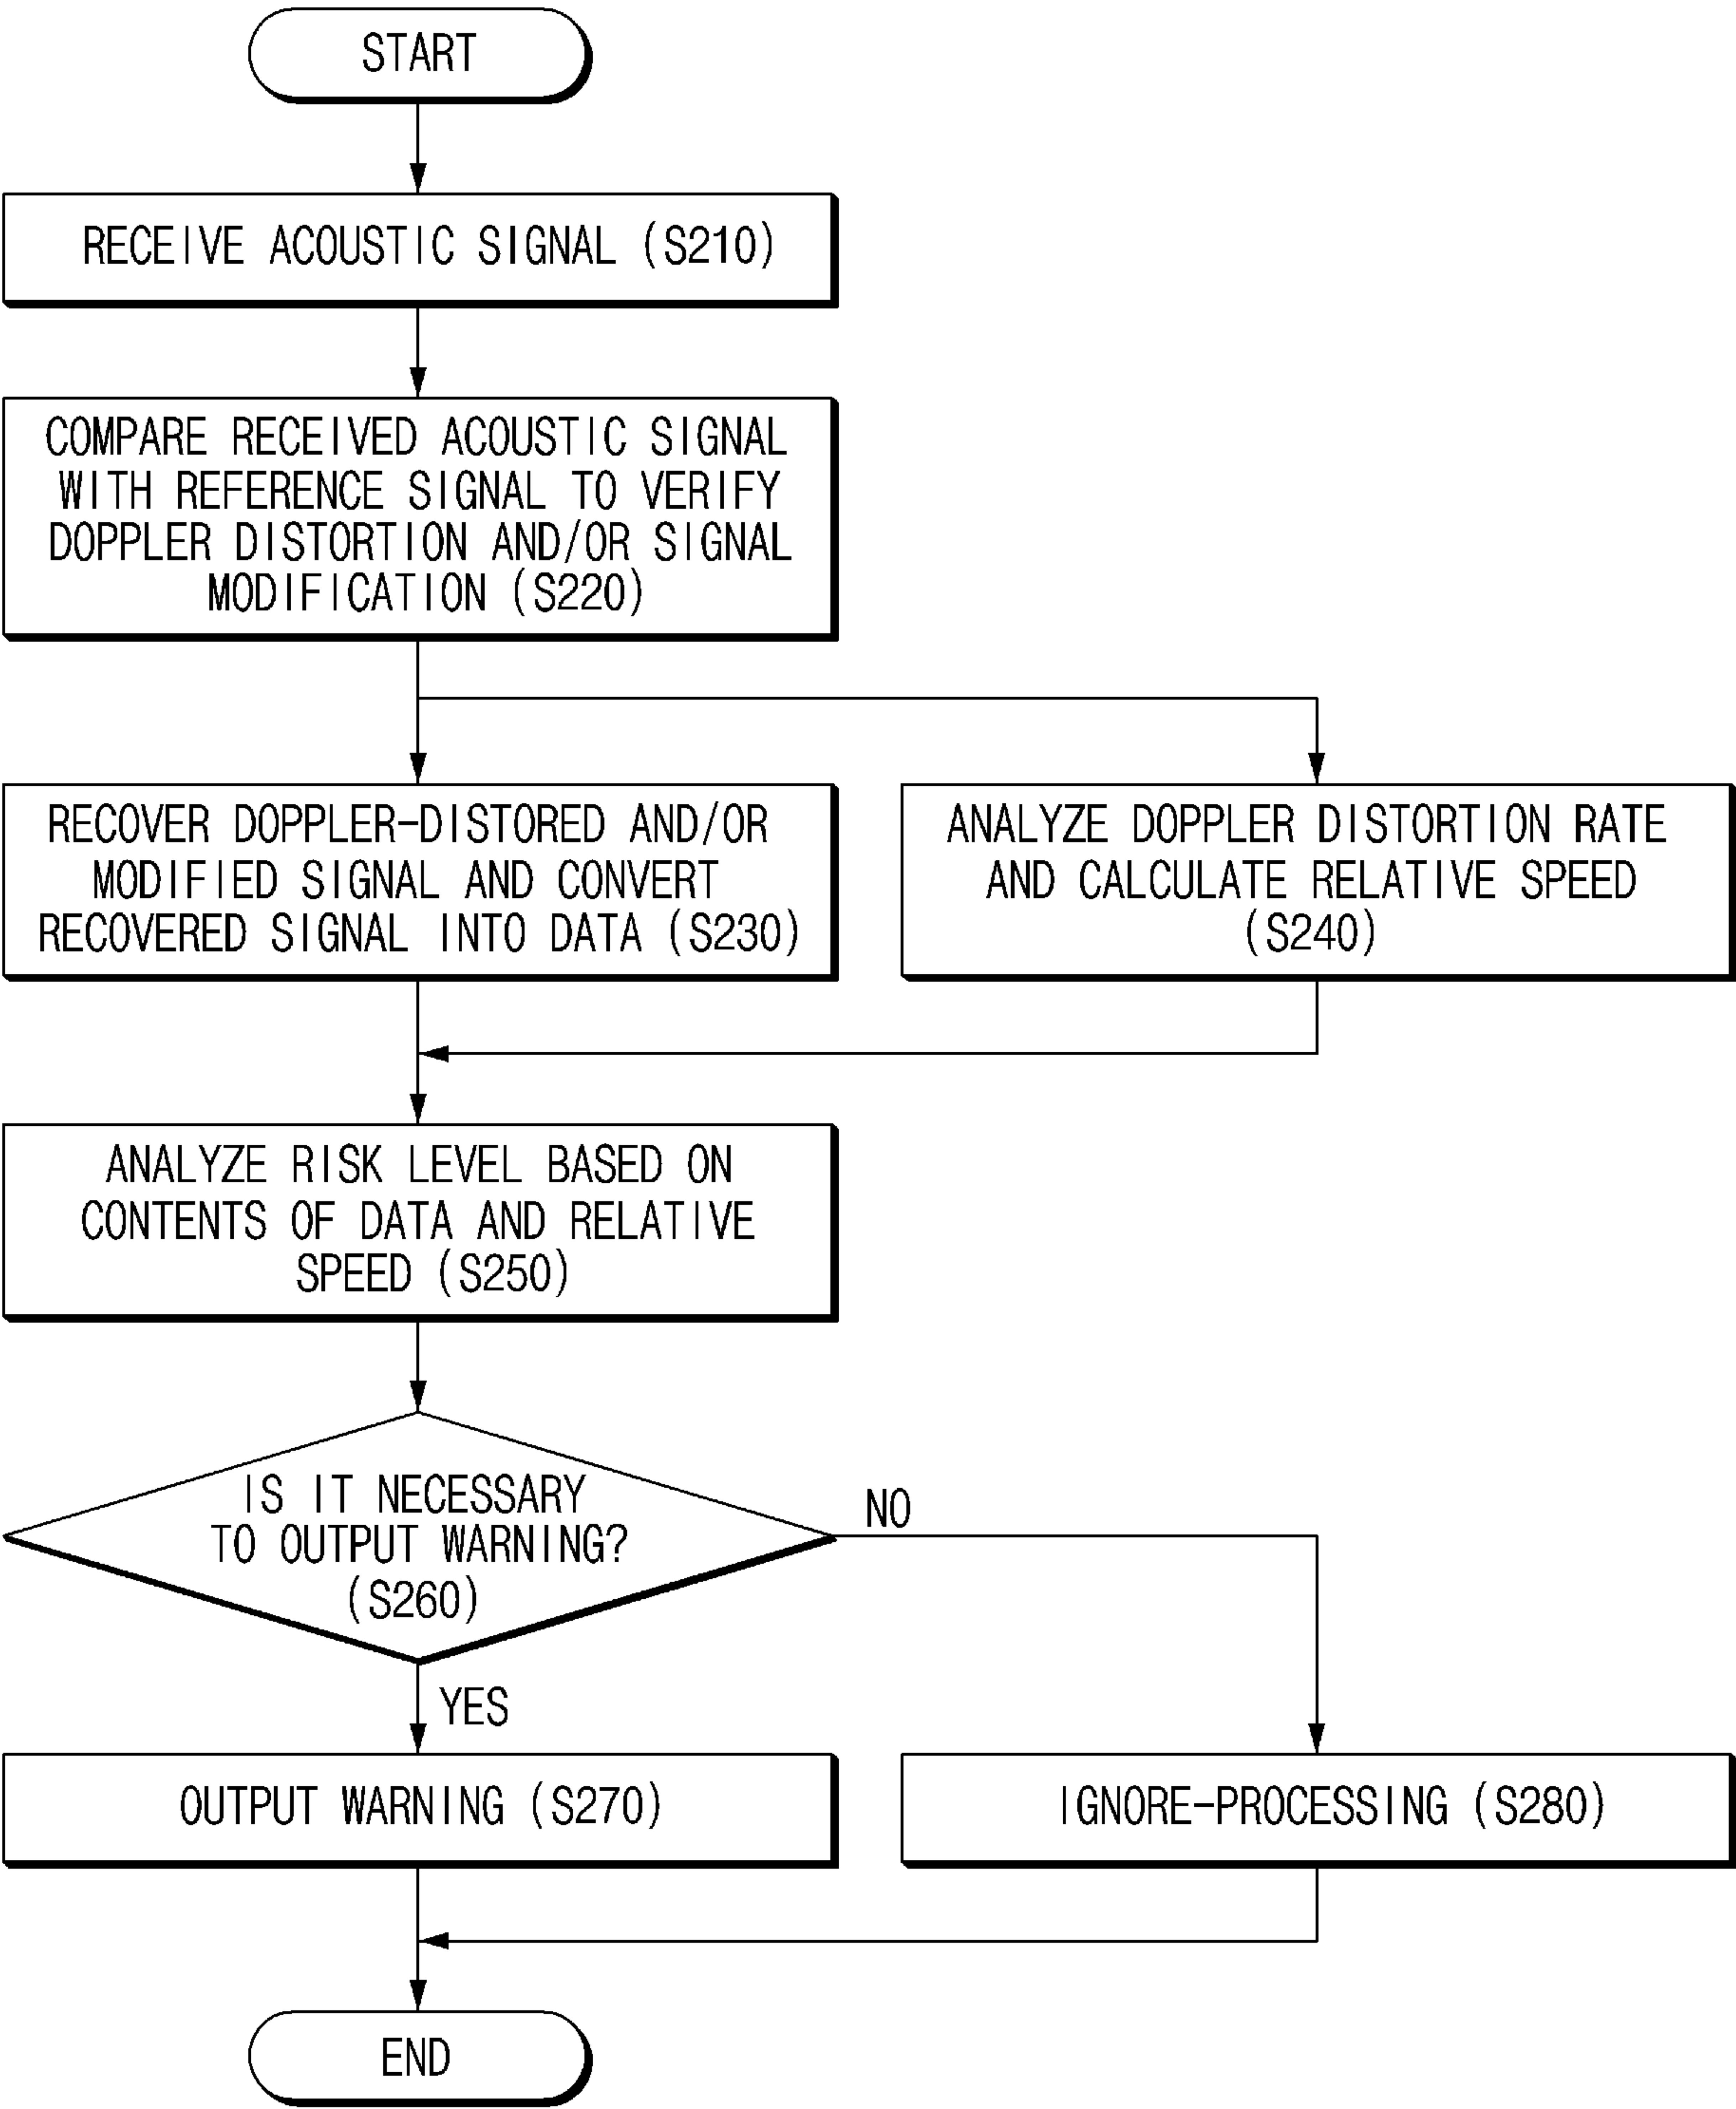 START
RECEIVE ACOUSTIC SIGNAL (S210)
COMPARE RECEIVED ACOUSTIC SIGNAL
WITH REFERENCE SIGNAL TO VERIFY
DOPPLER DISTORTION AND/OR SIGNAL
MODIFICATION (S220)
RECOVER DOPPLER-DISTORED AND/OR
MODIFIED SIGNAL AND CONVERT
RECOVERED SIGNAL INTO DATA (S230)
ANALYZE DOPPLER DISTORTION RATE
AND CALCULATE RELATIVE SPEED
(S240)
ANALYZE RISK LEVEL BASED ON
CONTENTS OF DATA AND RELATIVE
SPEED (S250)
IS IT NECESSARY
TO OUTPUT WARNING?
(S260)
NO
YES
OUTPUT WARNING (S270)
IGNORE-PROCESSING (S280)
END